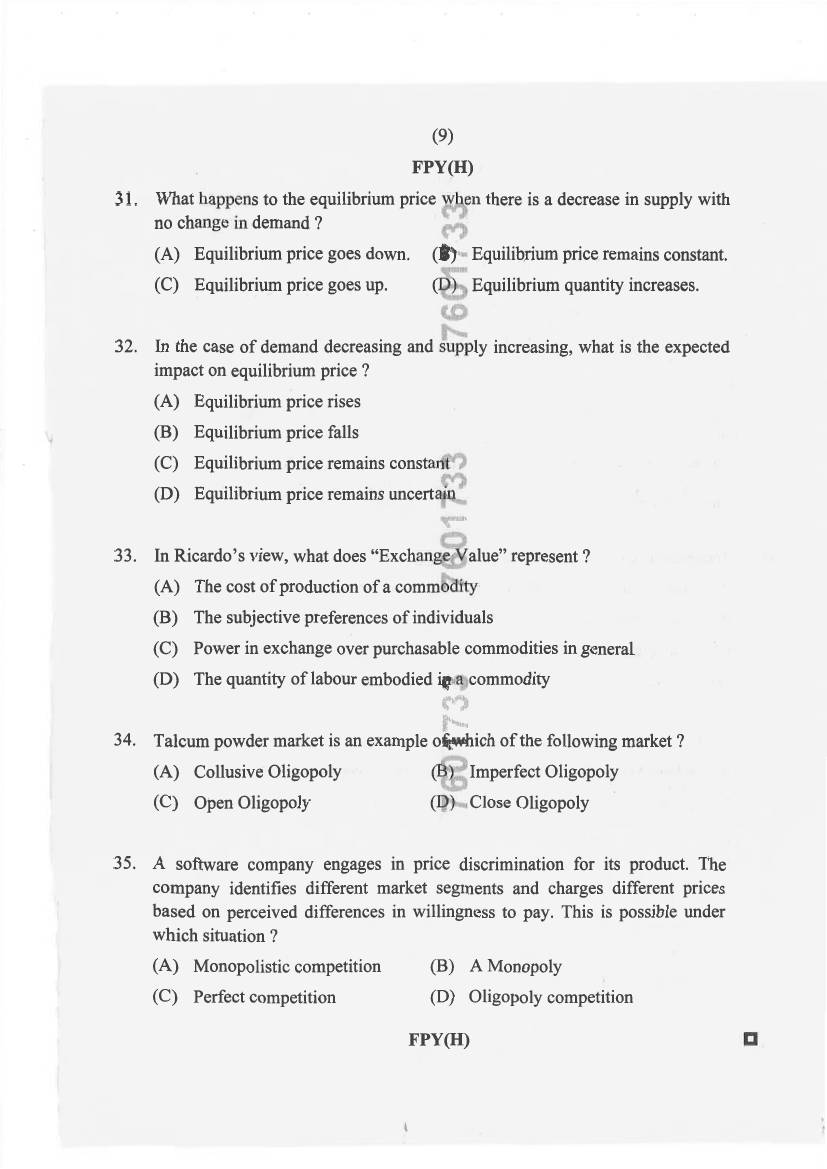 (9)
FPY(H)
31. What happens to the equilibrium price when there is a decrease in supply with
no change in demand ?
(A) Equilibrium price goes down. (B) Equilibrium price remains constant.
(C) Equilibrium price goes up. (D) Equilibrium quantity increases.
32. In the case of demand decreasing and supply increasing, what is the expected
impact on equilibrium price ?
(A) Equilibrium price rises
(B) Equilibrium price falls
(C) Equilibrium price remains constant
(D) Equilibrium price remains uncertain
33. In Ricardo's view, what does “Exchange Value” represent ?
(A) The cost of production of a commodity
(B) The subjective preferences of individuals
(C) Power in exchange over purchasable commodities in general
(D) The quantity of labour embodied in a commodity
34. Talcum powder market is an example of which of the following market ?
(A) Collusive Oligopoly (B) Imperfect Oligopoly
(C) Open Oligopoly (D) Close Oligopoly
35. A software company engages in price discrimination for its product. The
company identifies different market segments and charges different prices
based on perceived differences in willingness to pay. This is possible under
which situation ?
(A) Monopolistic competition (B) A Monopoly
(C) Perfect competition (D) Oligopoly competition
FPY(H)
7601733
7601733
7601733